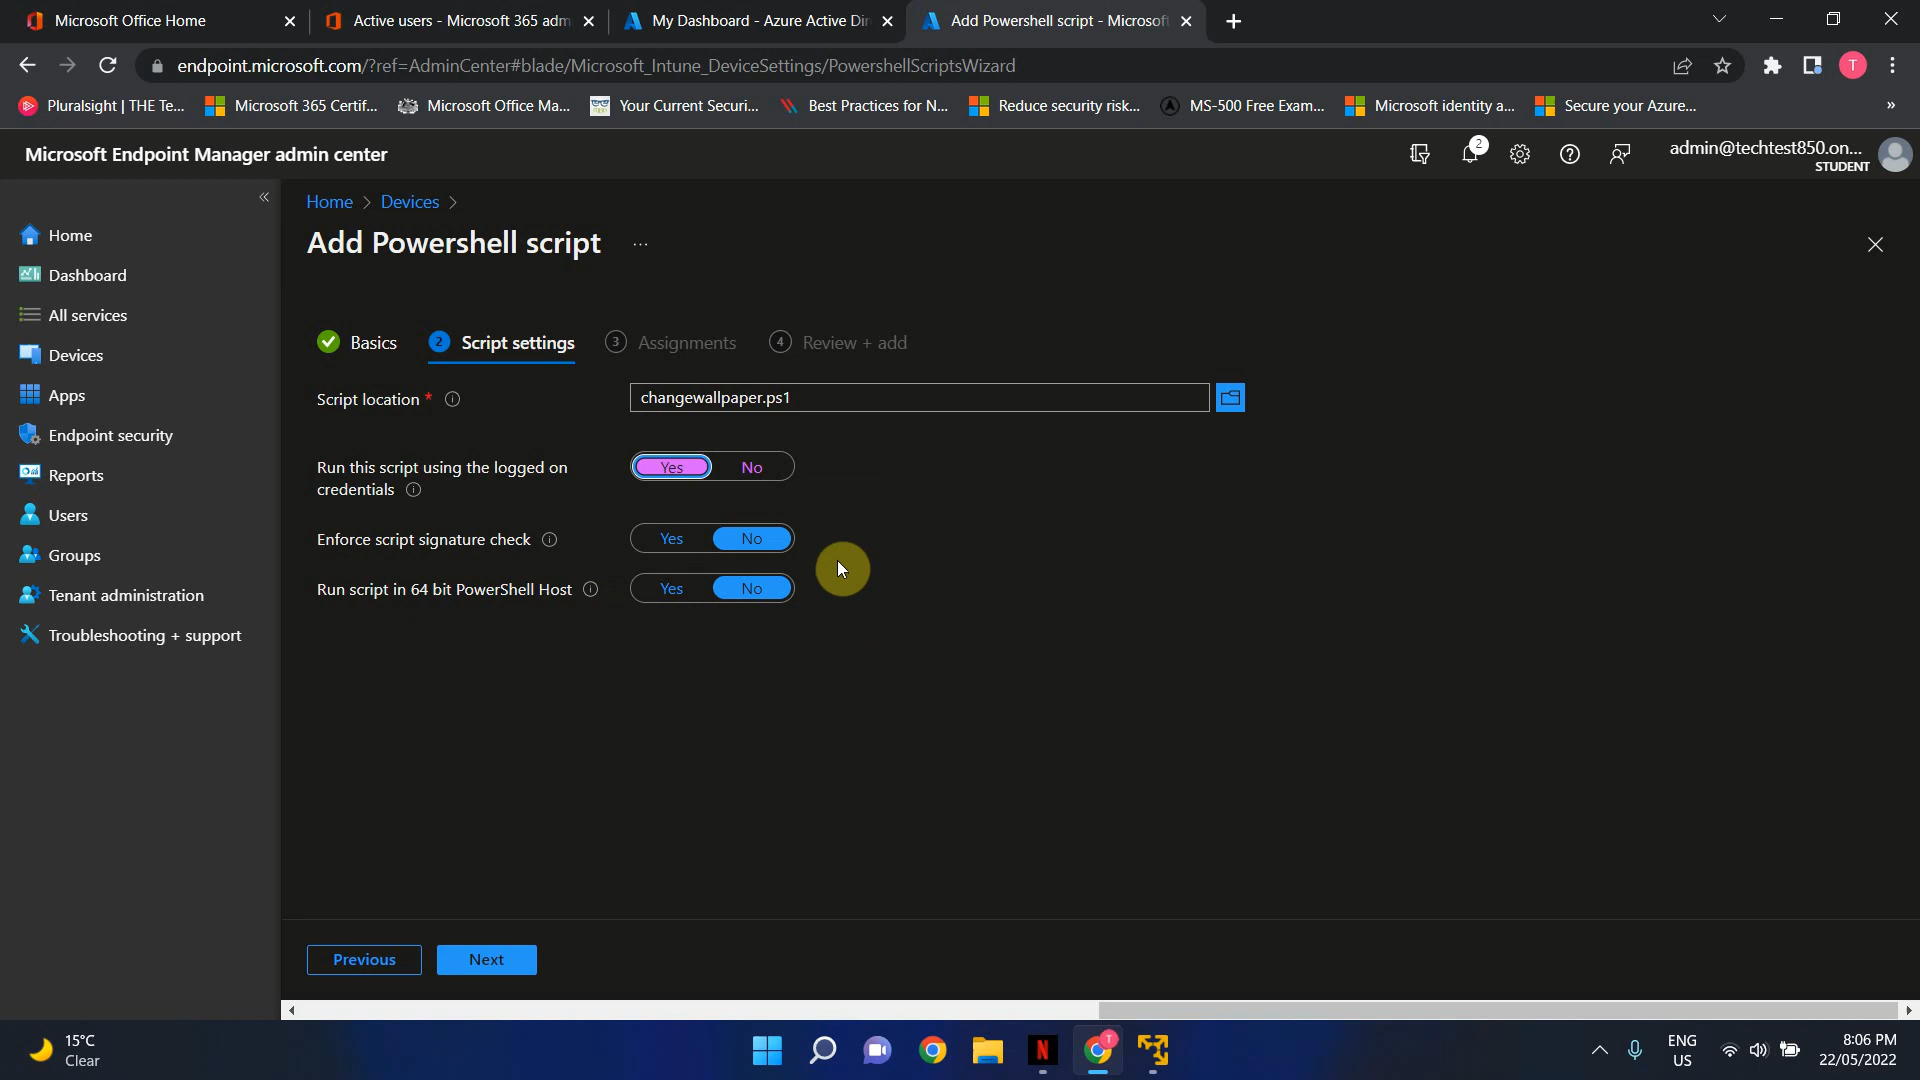 Microsoft Office Home
Active users - Microsoft 365 adm
My Dashboard - Azure Active Dir
Add Powershell script - Microsoft
endpoint.microsoft.com/?ref=AdminCenter#blade/Microsoft_Intune_DeviceSettings/PowershellScriptsWizard
T
Pluralsight | THE Te...
Microsoft 365 Certif...
Microsoft Office Ma...
Your Current Securi...
Best Practices for N...
Reduce security risk...
MS-500 Free Exam...
Microsoft identity a...
Secure your Azure...
»
Microsoft Endpoint Manager admin center
2
admin@techtest850.on...
STUDENT
«
Home
Dashboard
All services
Devices
Apps
Endpoint security
Reports
Users
Groups
Tenant administration
Troubleshooting + support
Home > Devices >
Add Powershell script ...
Basics
2 Script settings
3 Assignments
4 Review + add
Script location *
changewallpaper.ps1
Run this script using the logged on
credentials
Yes No
Enforce script signature check
Yes No
Run script in 64 bit PowerShell Host
Yes No
Previous
Next
15°C
Clear
N
T
ENG
US
8:06 PM
22/05/2022